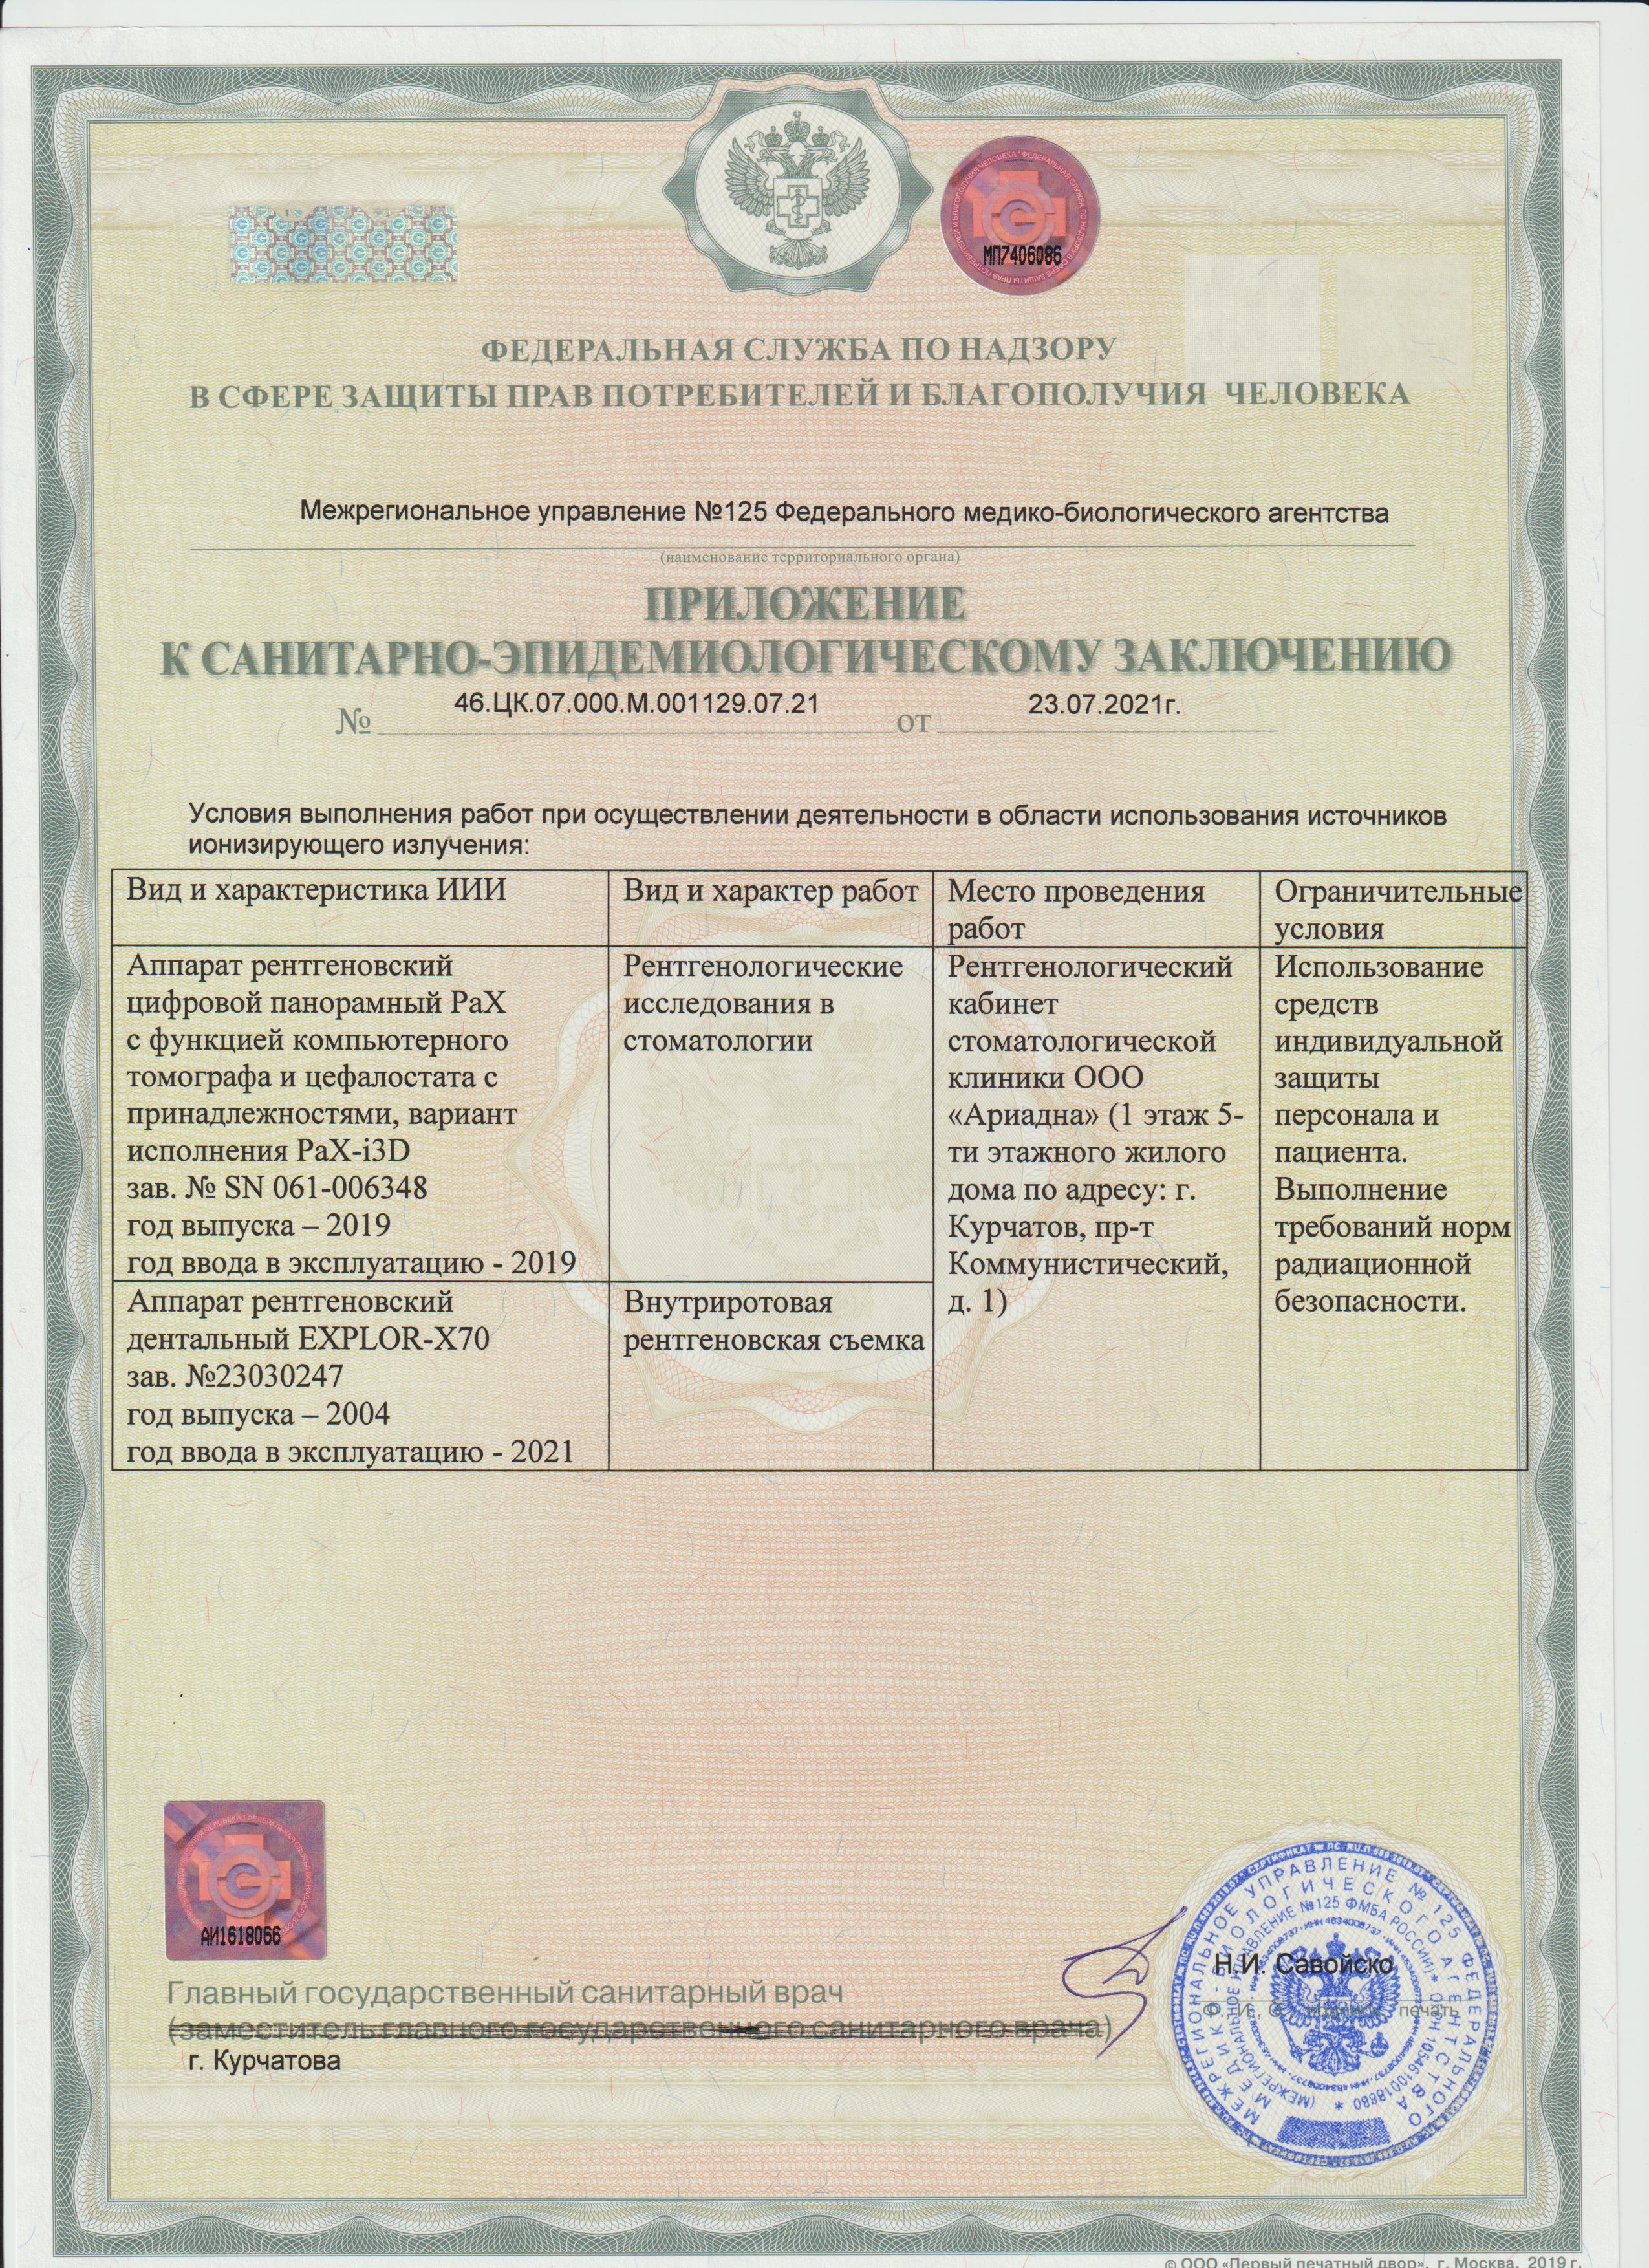 МП7406086
ФЕДЕРАЛЬНАЯ СЛУЖБА ПО НАДЗОРУ
В СФЕРЕ ЗАЩИТЫ ПРАВ ПОТРЕБИТЕЛЕЙ И БЛАГОПОЛУЧИЯ ЧЕЛОВЕКА
Межрегиональное управление №125 Федерального медико-биологического агентства
(наименование территориального органа)
ПРИЛОЖЕНИЕ
К САНИТАРНО-ЭПИДЕМИОЛОГИЧЕСКОМУ ЗАКЛЮЧЕНИЮ
№ 46.ЦК.07.000.М.001129.07.21 от 23.07.2021г.
Условия выполнения работ при осуществлении деятельности в области использования источников
ионизирующего излучения:
Вид и характеристика ИИИ
Вид и характер работ
Место проведения
работ
Ограничительные
условия
Аппарат рентгеновский
цифровой панорамный PaX
с функцией компьютерного
томографа и цефалостата с
принадлежностями, вариант
исполнения PaX-i3D
зав. № SN 061-006348
год выпуска – 2019
год ввода в эксплуатацию - 2019
Рентгенологические
исследования в
стоматологии
Рентгенологический
кабинет
стоматологической
клиники ООО
«Ариадна» (1 этаж 5-
ти этажного жилого
дома по адресу: г.
Курчатов, пр-т
Коммунистический,
д. 1)
Использование
средств
индивидуальной
защиты
персонала и
пациента.
Выполнение
требований норм
радиационной
безопасности.
Аппарат рентгеновский
дентальный EXPLOR-X70
зав. №23030247
год выпуска – 2004
год ввода в эксплуатацию - 2021
Внутриротовая
рентгеновская съемка
АИ1618066
Главный государственный санитарный врач
(заместитель главного государственного санитарного врача)
г. Курчатова
Н.И. Савойско
печать
МЕЖРЕГИОНАЛЬНОЕ УПРАВЛЕНИЕ № 125 ФЕДЕРАЛЬНОГО
МЕДИКО-БИОЛОГИЧЕСКОГО АГЕНТСТВА
(МЕЖРЕГИОНАЛЬНОЕ УПРАВЛЕНИЕ №125 ФМБА РОССИИ)
© ООО «Первый печатный двор», г. Москва, 2019 г.